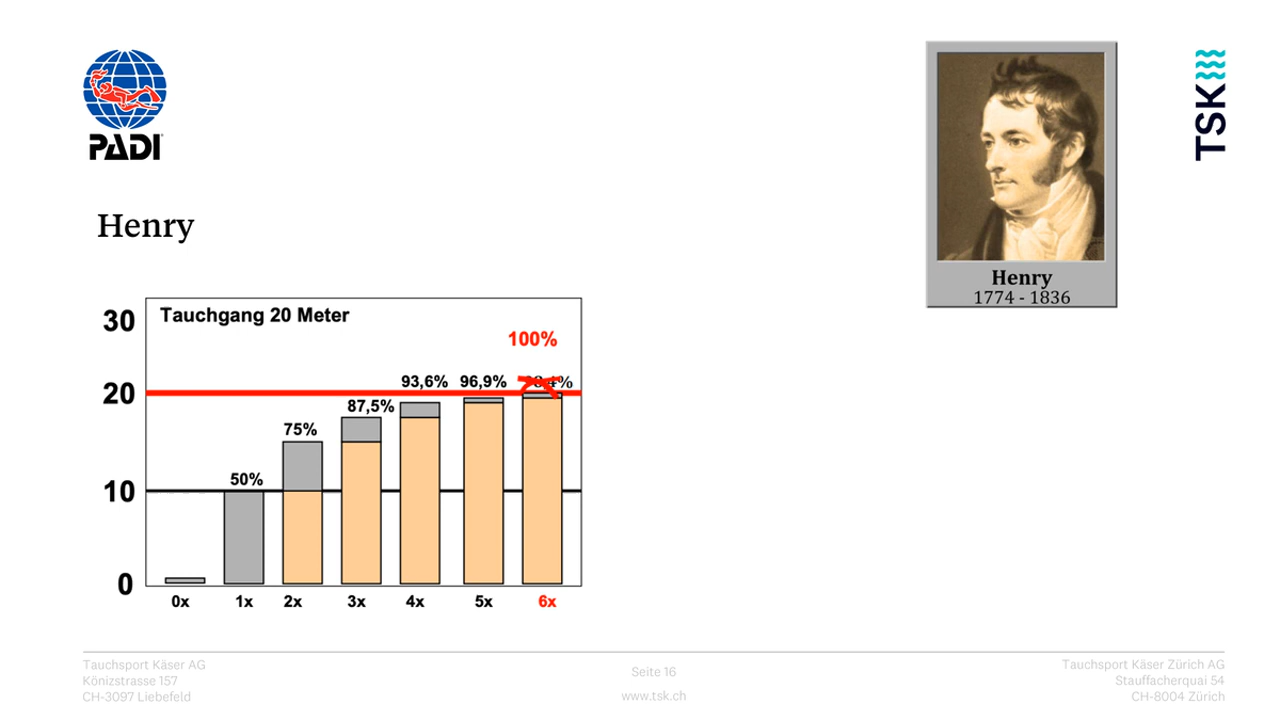 PADI
TSK
Henry
Henry
1774 - 1836
Tauchgang 20 Meter
100%
30
20
10
0
50%
75%
87,5%
93,6%
96,9%
0x
1x
2x
3x
4x
5x
6x
Tauchsport Käser AG
Könizstrasse 157
CH-3097 Liebefeld
Seite 16
www.tsk.ch
Tauchsport Käser Zürich AG
Stauffacherquai 54
CH-8004 Zürich